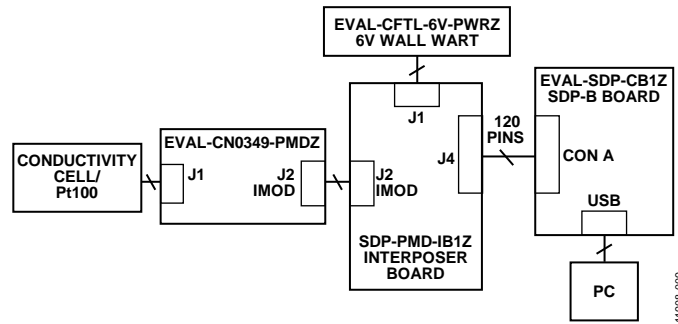 EVAL-CFTL-6V-PWRZ
6V WALL WART
EVAL-SDP-CB1Z
SDP-B BOARD
J1
120
PINS
EVAL-CN0349-PMDZ
CONDUCTIVITY
CELL/
Pt100
J1
J2
IMOD
J2
IMOD
J4
CON A
SDP-PMD-IB1Z
INTERPOSER
BOARD
USB
PC